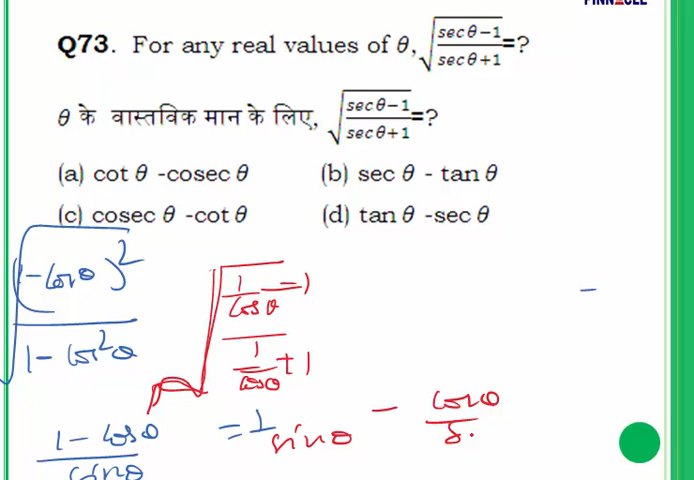 PINNACLE
Q73. For any real values of θ, √((secθ−1)/(secθ+1))=?
θ के वास्तविक मान के लिए, √((secθ−1)/(secθ+1))=?
(a) cot θ -cosec θ (b) sec θ - tan θ
(c) cosec θ -cot θ (d) tan θ -sec θ
√((1-cosθ)²/(1-cos²θ))
√((1/cosθ - 1)/(1/cosθ + 1))
(1-cosθ)/sinθ = 1/sinθ - cosθ/s